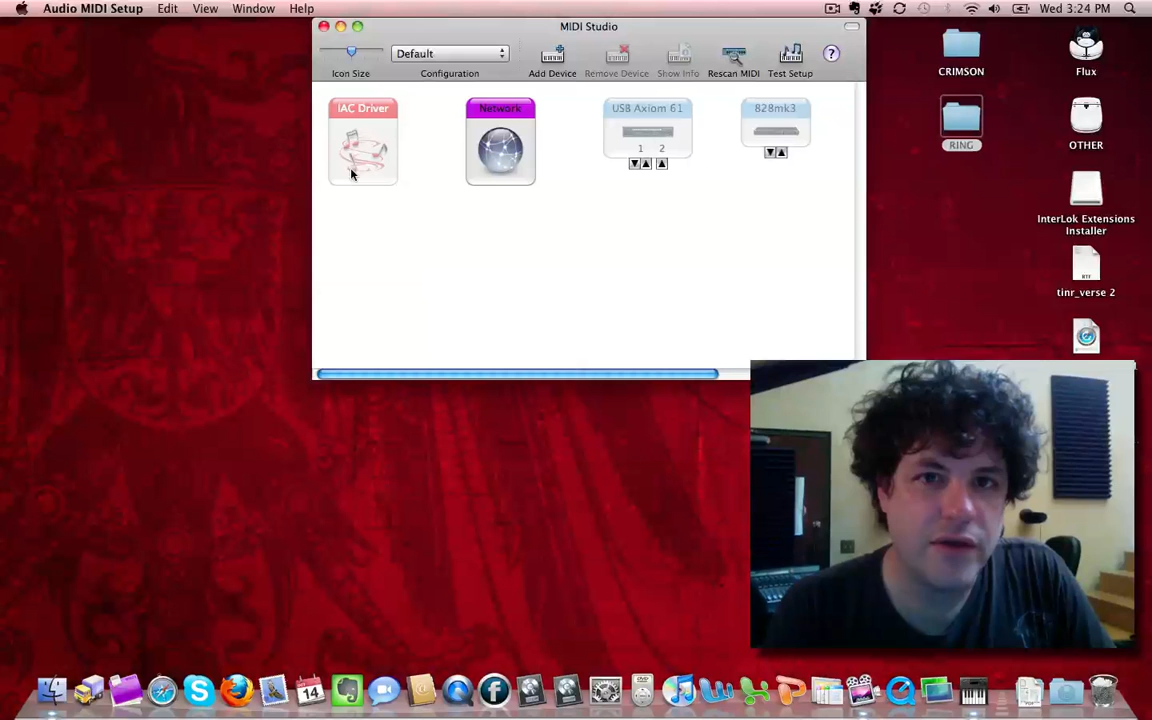 Audio MIDI Setup Edit View Window Help
Wed 3:24 PM
MIDI Studio
Default
Icon Size
Configuration
Add Device
Remove Device
Show Info
Rescan MIDI
Test Setup
?
IAC Driver
Network
USB Axiom 61
1 2
828mk3
CRIMSON
Flux
RING
OTHER
InterLok Extensions
Installer
RTF
tinr_verse 2
14